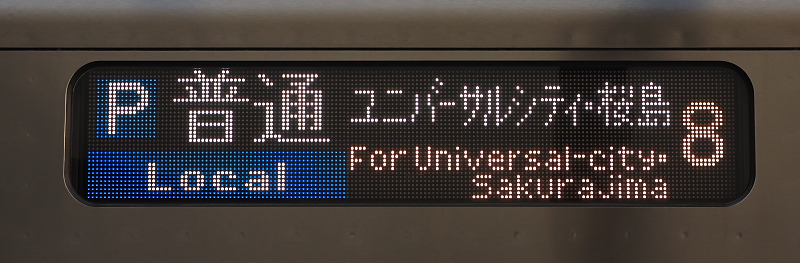 P 普通 ユニバーサルシティ・桜島 8
Local For Universal-city・
Sakurajima